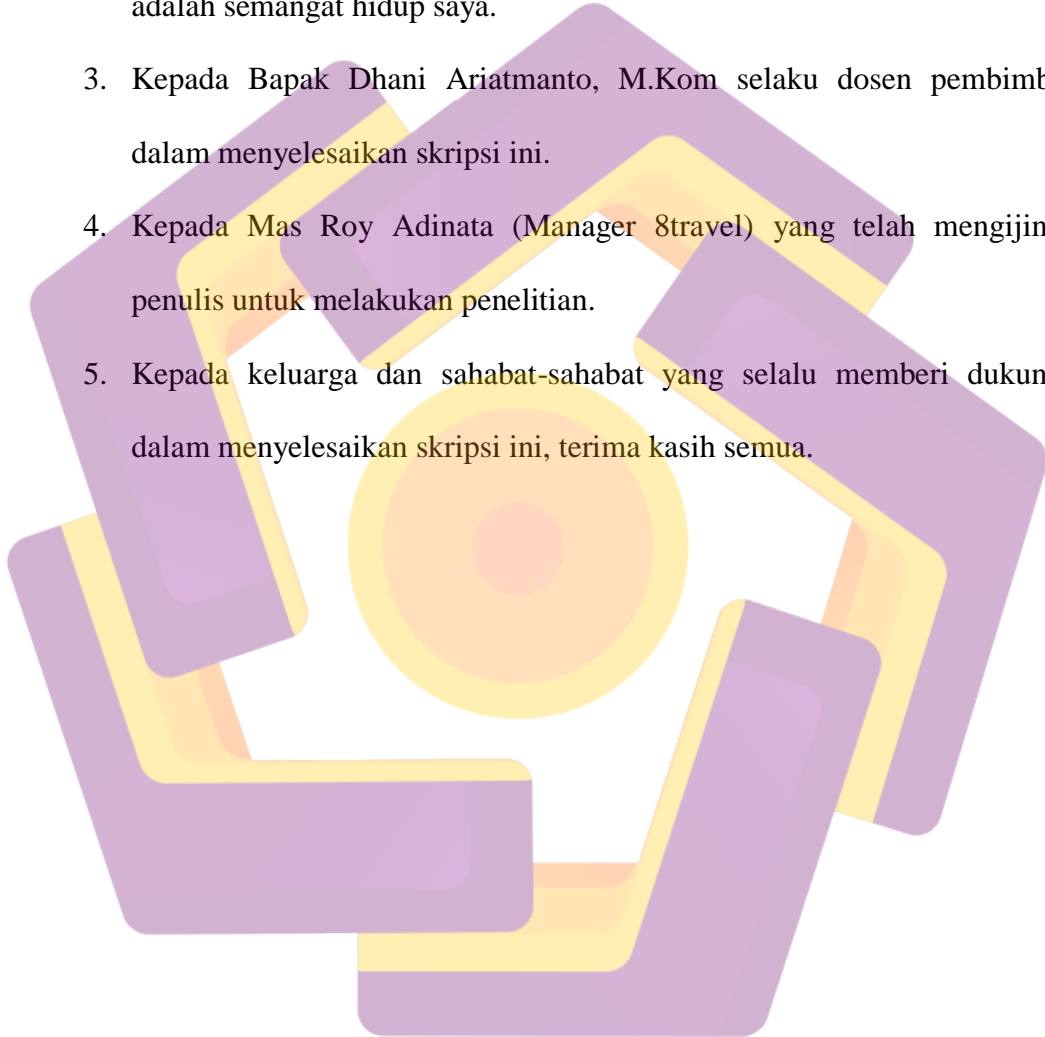 adalah semangat hidup saya.
3. Kepada Bapak Dhani Ariatmanto, M.Kom selaku dosen pembimb
dalam menyelesaikan skripsi ini.
4. Kepada Mas Roy Adinata (Manager 8travel) yang telah mengijin
penulis untuk melakukan penelitian.
5. Kepada keluarga dan sahabat-sahabat yang selalu memberi dukun
dalam menyelesaikan skripsi ini, terima kasih semua.